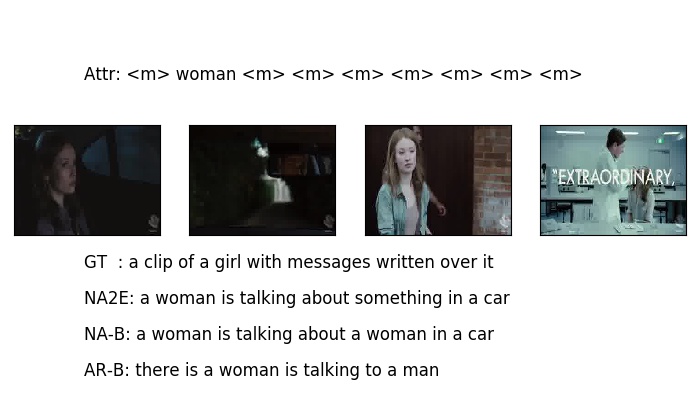 Attr: <m> woman <m> <m> <m> <m> <m> <m> <m>
"EXTRAORDINARY,
GT : a clip of a girl with messages written over it
NA2E: a woman is talking about something in a car
NA-B: a woman is talking about a woman in a car
AR-B: there is a woman is talking to a man